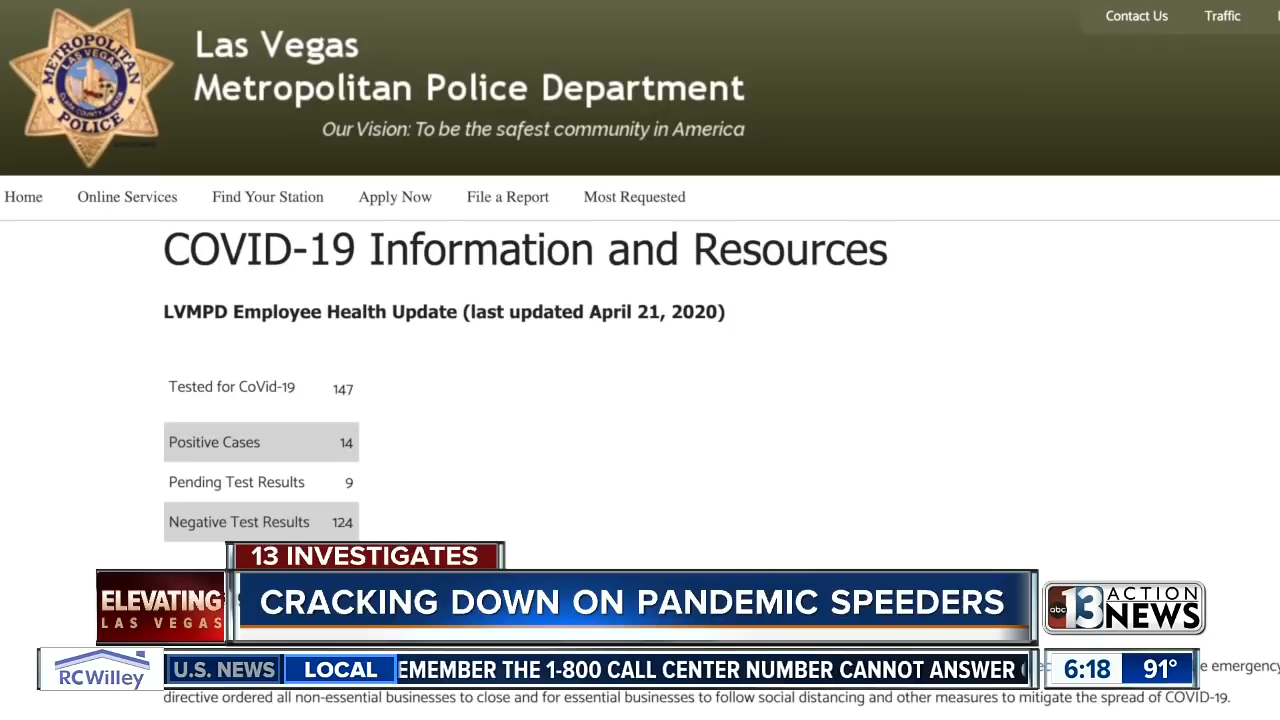 Contact Us Traffic
METROPOLITAN
LAS VEGAS
POLICE
Las Vegas
Metropolitan Police Department
Our Vision: To be the safest community in America
Home Online Services Find Your Station Apply Now File a Report Most Requested
COVID-19 Information and Resources
LVMPD Employee Health Update (last updated April 21, 2020)
Tested for CoVid-19 147
Positive Cases 14
Pending Test Results 9
Negative Test Results 124
13 INVESTIGATES
ELEVATING
LAS VEGAS
CRACKING DOWN ON PANDEMIC SPEEDERS
abc 13 ACTION
NEWS
RCWilley
U.S. NEWS LOCAL EMEMBER THE 1-800 CALL CENTER NUMBER CANNOT ANSWER 6:18 91° e emergency
directive ordered all non-essential businesses to close and for essential businesses to follow social distancing and other measures to mitigate the spread of COVID-19.